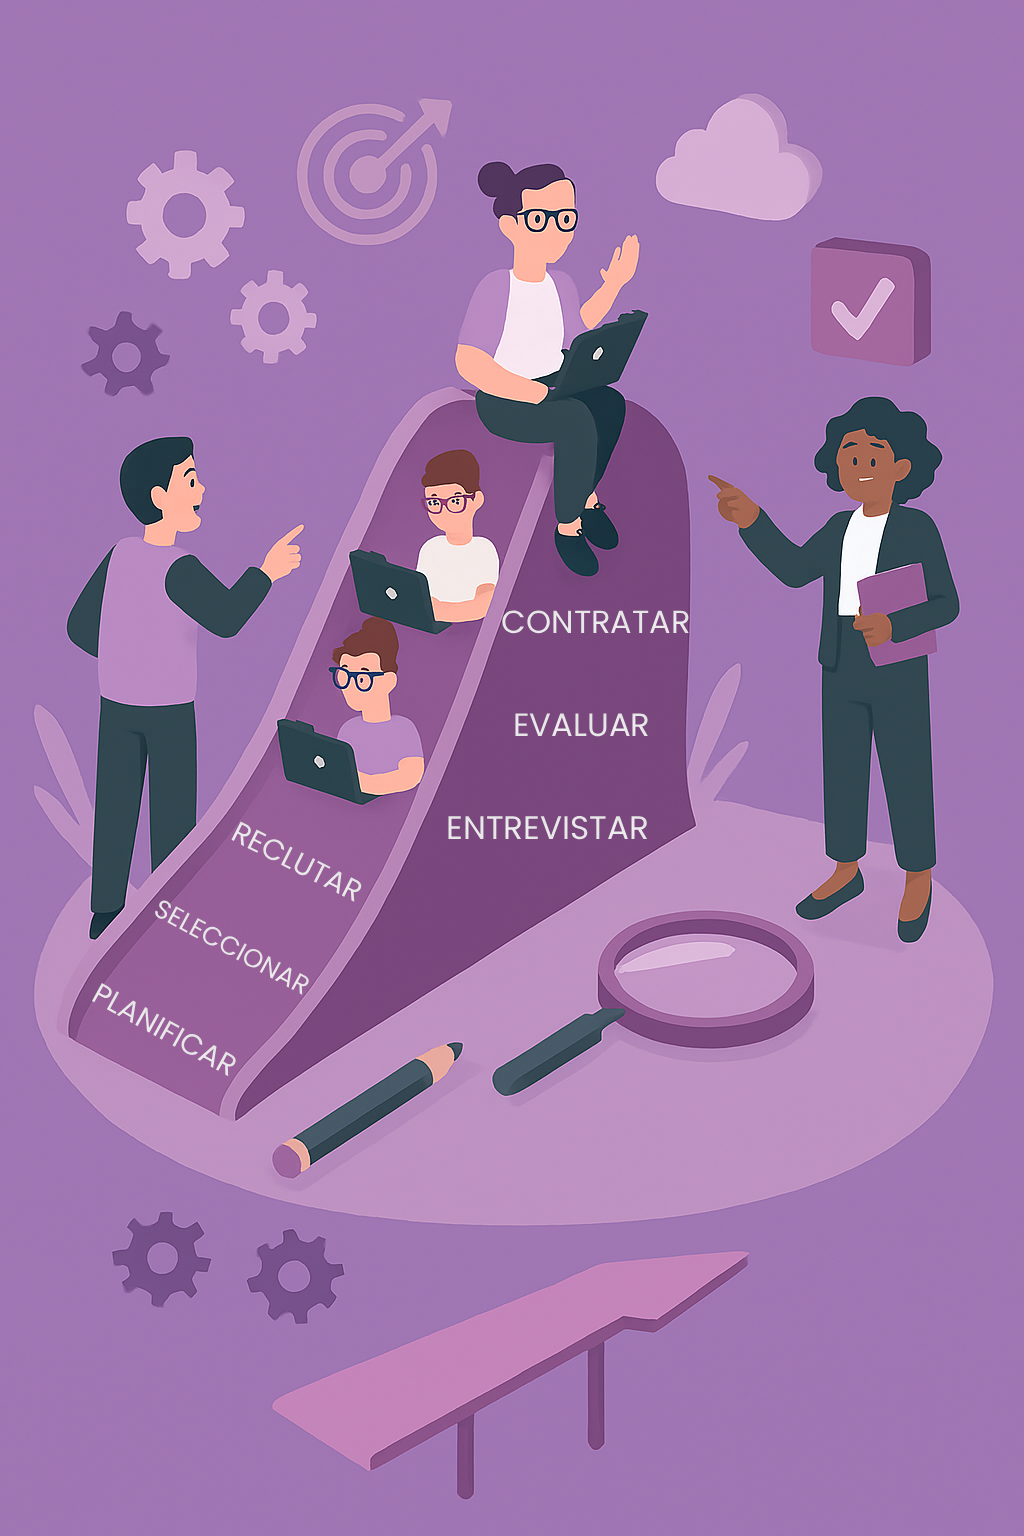 CONTRATAR
EVALUAR
ENTREVISTAR
RECLUTAR
SELECCIONAR
PLANIFICAR